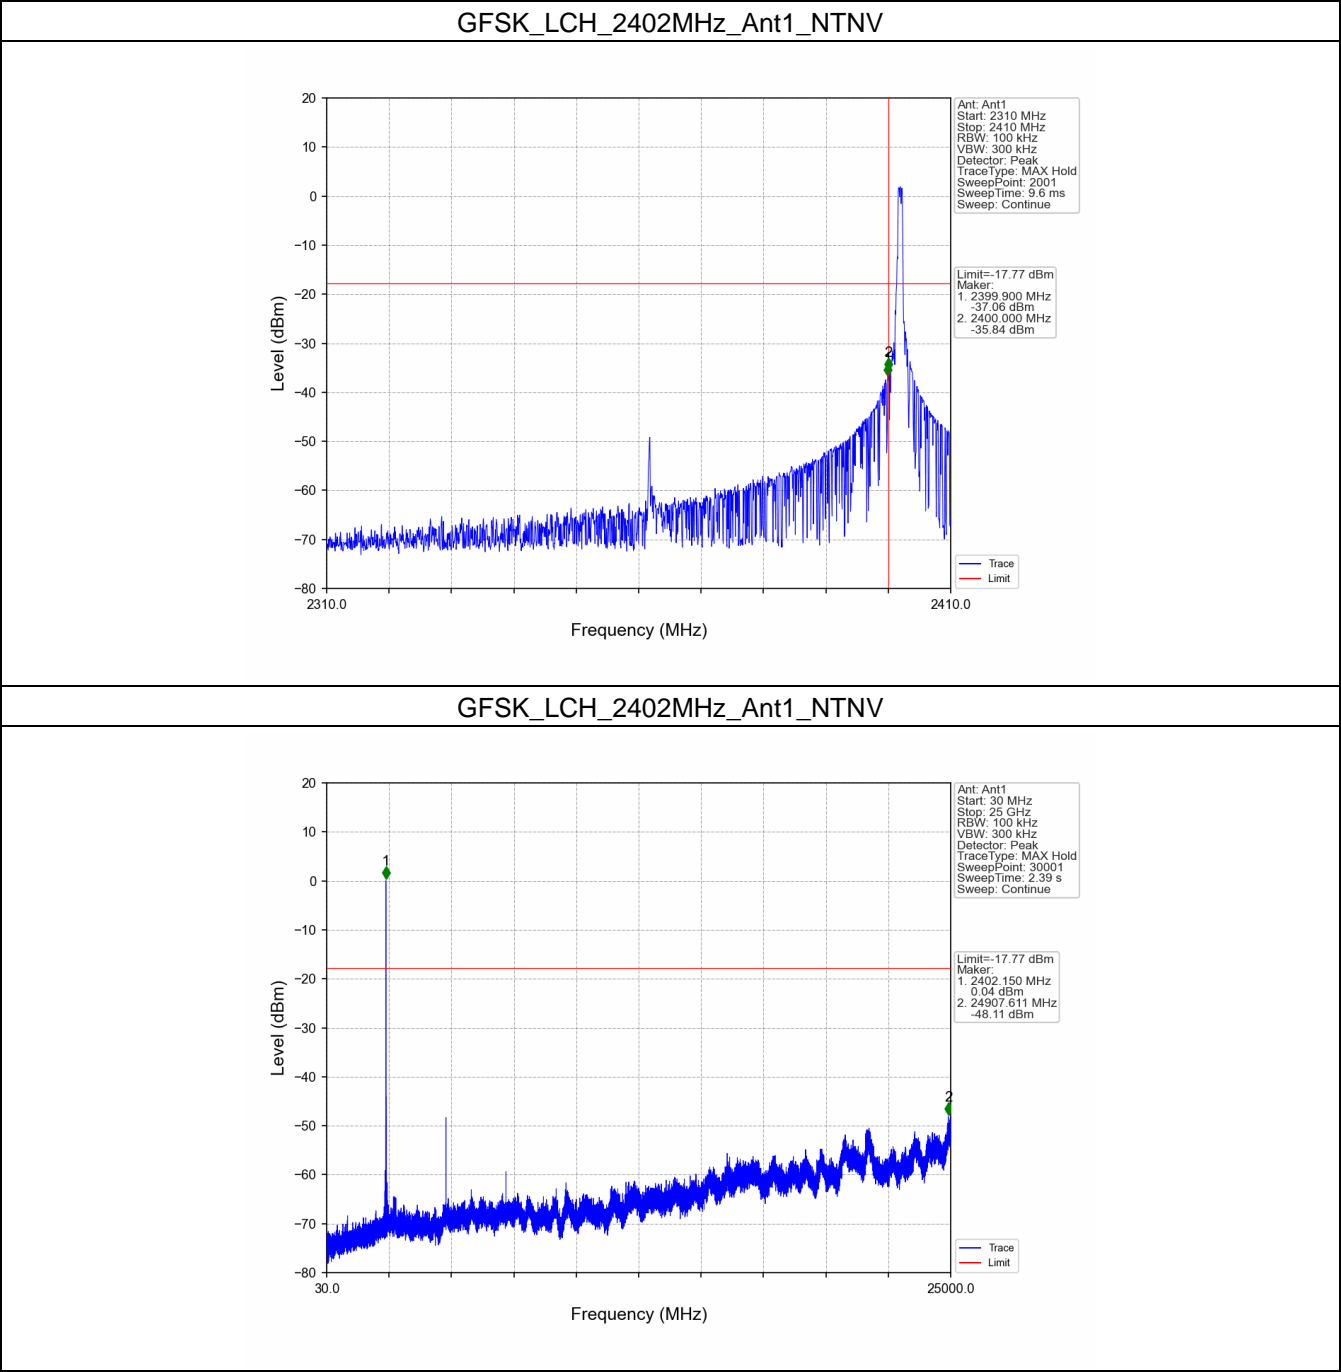 GFSK_LCH_2402MHz_Ant1_NTNV
20
10
0
−10
−20
−30
−40
−50
−60
−70
−80
Level (dBm)
2310.0
2410.0
Frequency (MHz)
2
Ant: Ant1
Start: 2310 MHz
Stop: 2410 MHz
RBW: 100 kHz
VBW: 300 kHz
Detector: Peak
TraceType: MAX Hold
SweepPoint: 2001
SweepTime: 9.6 ms
Sweep: Continue
Limit=-17.77 dBm
Maker:
1. 2399.900 MHz
-37.06 dBm
2. 2400.000 MHz
-35.84 dBm
Trace
Limit
GFSK_LCH_2402MHz_Ant1_NTNV
20
10
0
−10
−20
−30
−40
−50
−60
−70
−80
Level (dBm)
30.0
25000.0
Frequency (MHz)
1
2
Ant: Ant1
Start: 30 MHz
Stop: 25 GHz
RBW: 100 kHz
VBW: 300 kHz
Detector: Peak
TraceType: MAX Hold
SweepPoint: 30001
SweepTime: 2.39 s
Sweep: Continue
Limit=-17.77 dBm
Maker:
1. 2402.150 MHz
0.04 dBm
2. 24907.611 MHz
-48.11 dBm
Trace
Limit